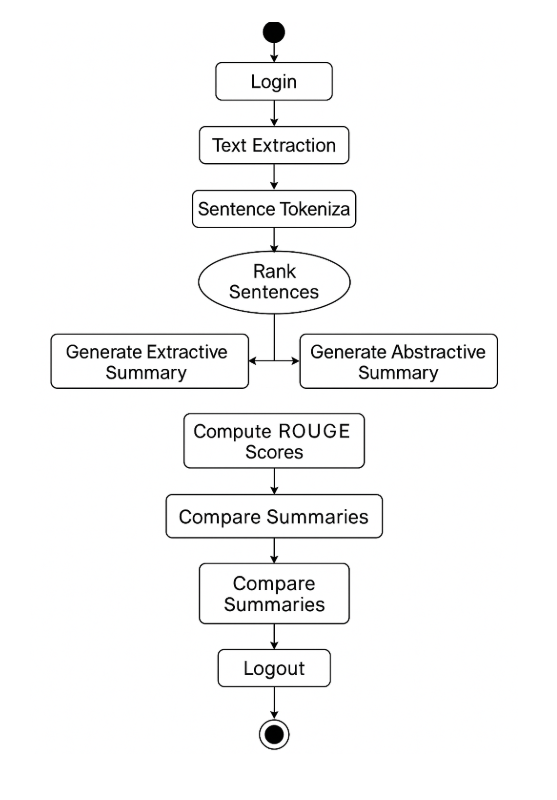 Login
Text Extraction
Sentence Tokeniza
Rank
Sentences
Generate Extractive
Summary
Generate Abstractive
Summary
Compute ROUGE
Scores
Compare Summaries
Compare
Summaries
Logout